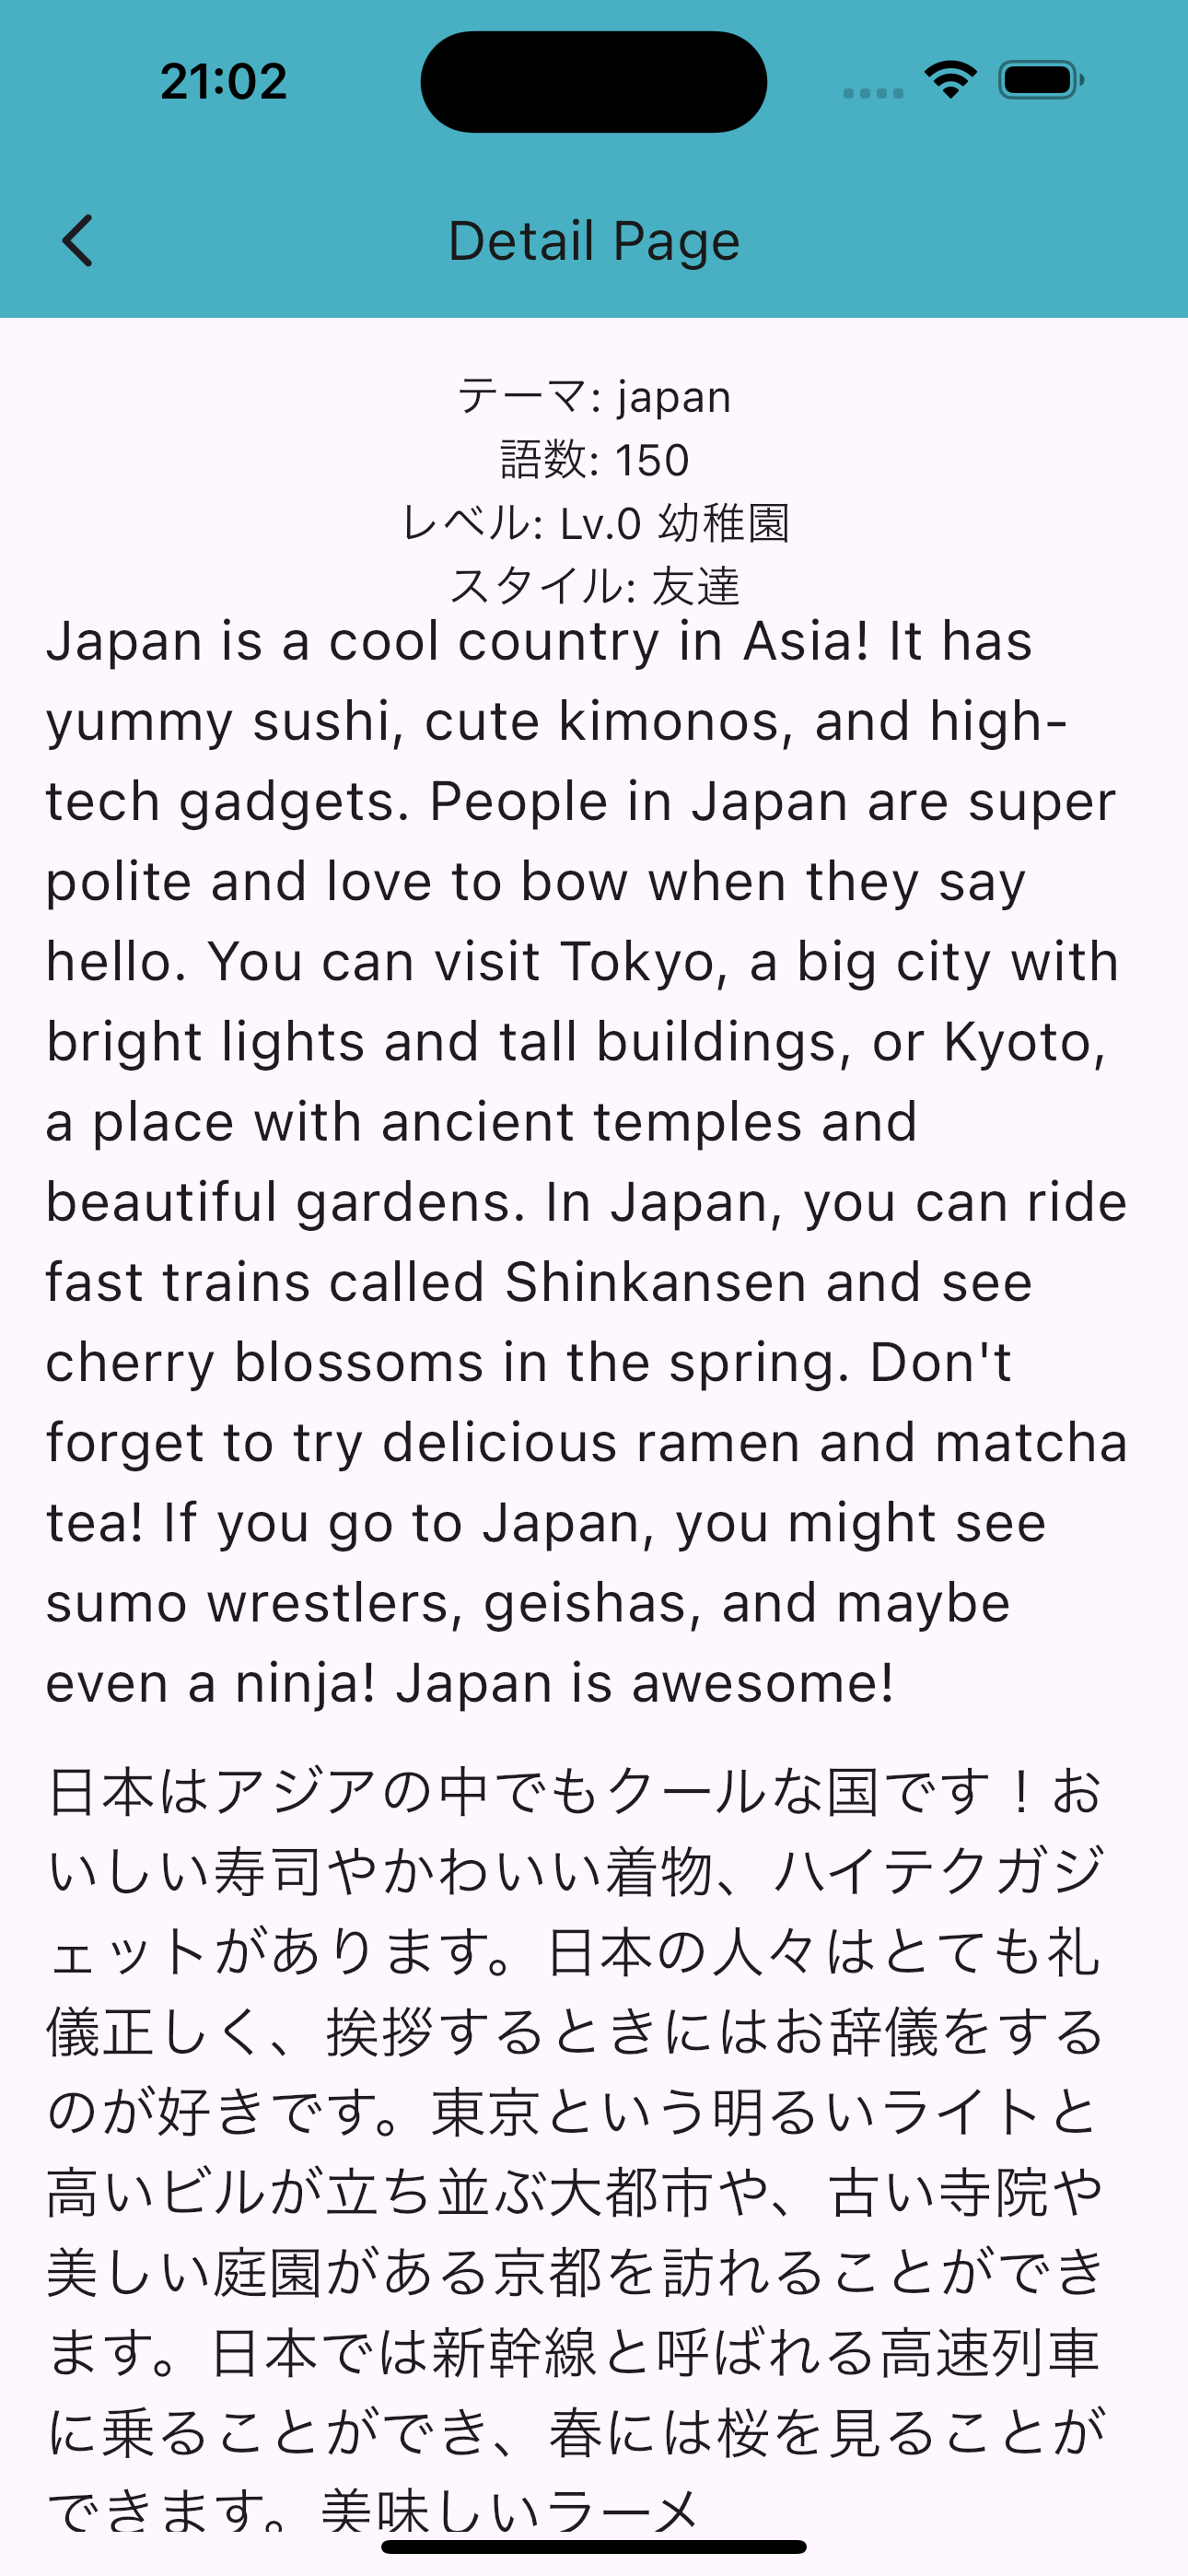 21:02
Detail Page
テーマ: japan
語数: 150
レベル: Lv.0 幼稚園
スタイル: 友達
Japan is a cool country in Asia! It has
yummy sushi, cute kimonos, and high-
tech gadgets. People in Japan are super
polite and love to bow when they say
hello. You can visit Tokyo, a big city with
bright lights and tall buildings, or Kyoto,
a place with ancient temples and
beautiful gardens. In Japan, you can ride
fast trains called Shinkansen and see
cherry blossoms in the spring. Don't
forget to try delicious ramen and matcha
tea! If you go to Japan, you might see
sumo wrestlers, geishas, and maybe
even a ninja! Japan is awesome!
日本はアジアの中でもクールな国です！お
いしい寿司やかわいい着物、ハイテクガジ
ェットがあります。日本の人々はとても礼
儀正しく、挨拶するときにはお辞儀をする
のが好きです。東京という明るいライトと
高いビルが立ち並ぶ大都市や、古い寺院や
美しい庭園がある京都を訪れることができ
ます。日本では新幹線と呼ばれる高速列車
に乗ることができ、春には桜を見ることが
できます。美味しいラーメ